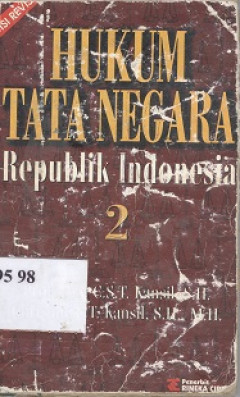 HUKUM
TATA NEGARA
Republik Indonesia
2
C.S.T. Kansil, S.H.
T. Kansil, S.H., M.H.
95 98
Penerbit
RINEKA CIPTA